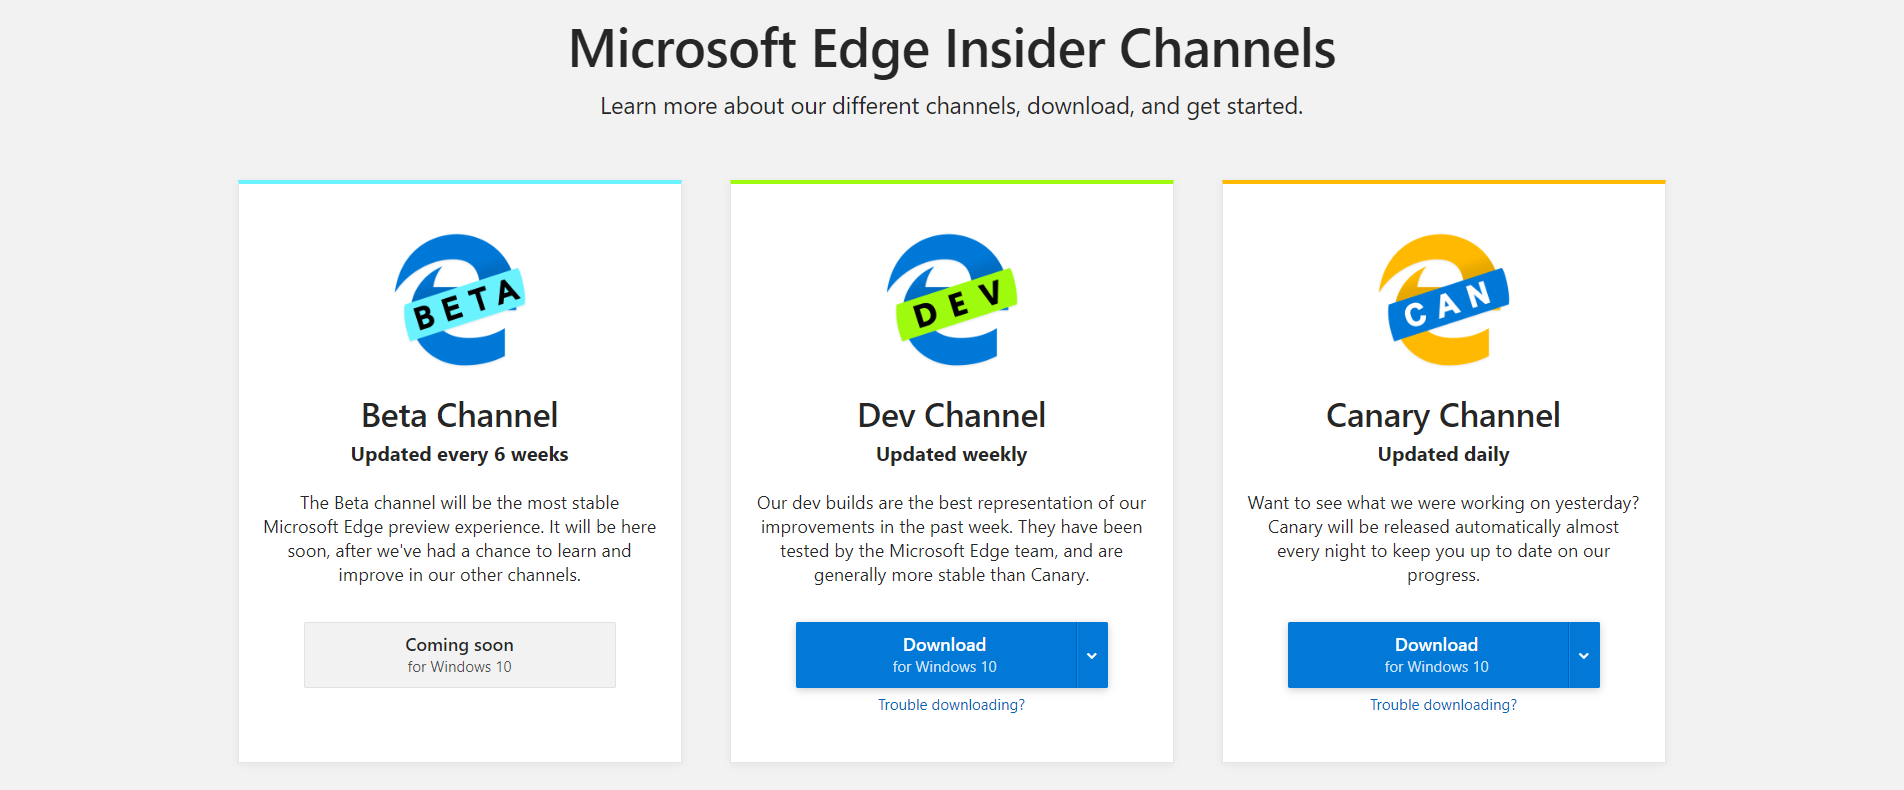 Microsoft Edge Insider Channels
Learn more about our different channels, download, and get started.
BETA
Beta Channel
Updated every 6 weeks
The Beta channel will be the most stable
Microsoft Edge preview experience. It will be here
soon, after we've had a chance to learn and
improve in our other channels.
Coming soon
for Windows 10
DEV
Dev Channel
Updated weekly
Our dev builds are the best representation of our
improvements in the past week. They have been
tested by the Microsoft Edge team, and are
generally more stable than Canary.
Download
for Windows 10
Trouble downloading?
CAN
Canary Channel
Updated daily
Want to see what we were working on yesterday?
Canary will be released automatically almost
every night to keep you up to date on our
progress.
Download
for Windows 10
Trouble downloading?